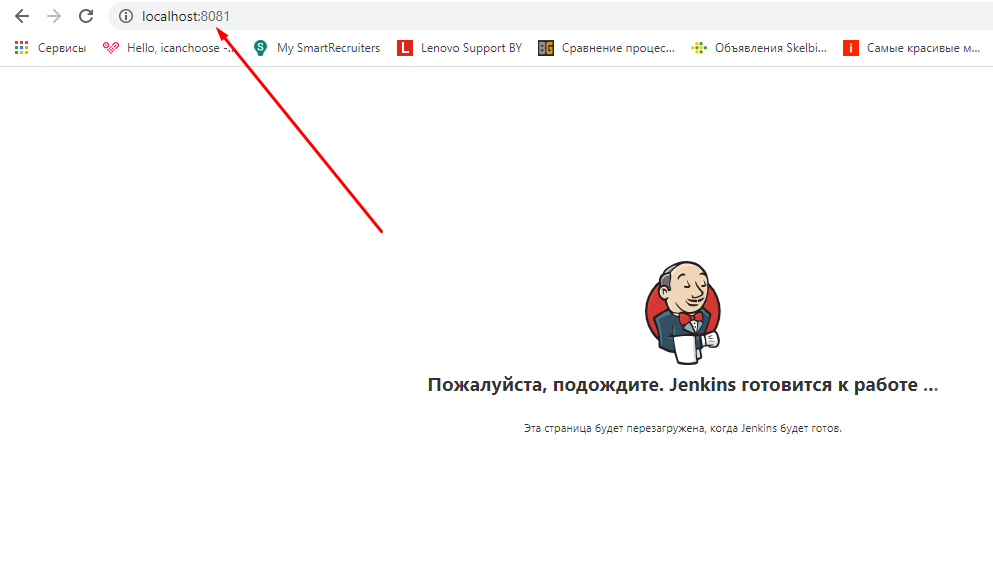 localhost:8081
Сервисы Hello, icanchoose -... My SmartRecruiters Lenovo Support BY Сравнение процес... Объявления Skelbi... Самые красивые м...
Пожалуйста, подождите. Jenkins готовится к работе ...
Эта страница будет перезагружена, когда Jenkins будет готов.